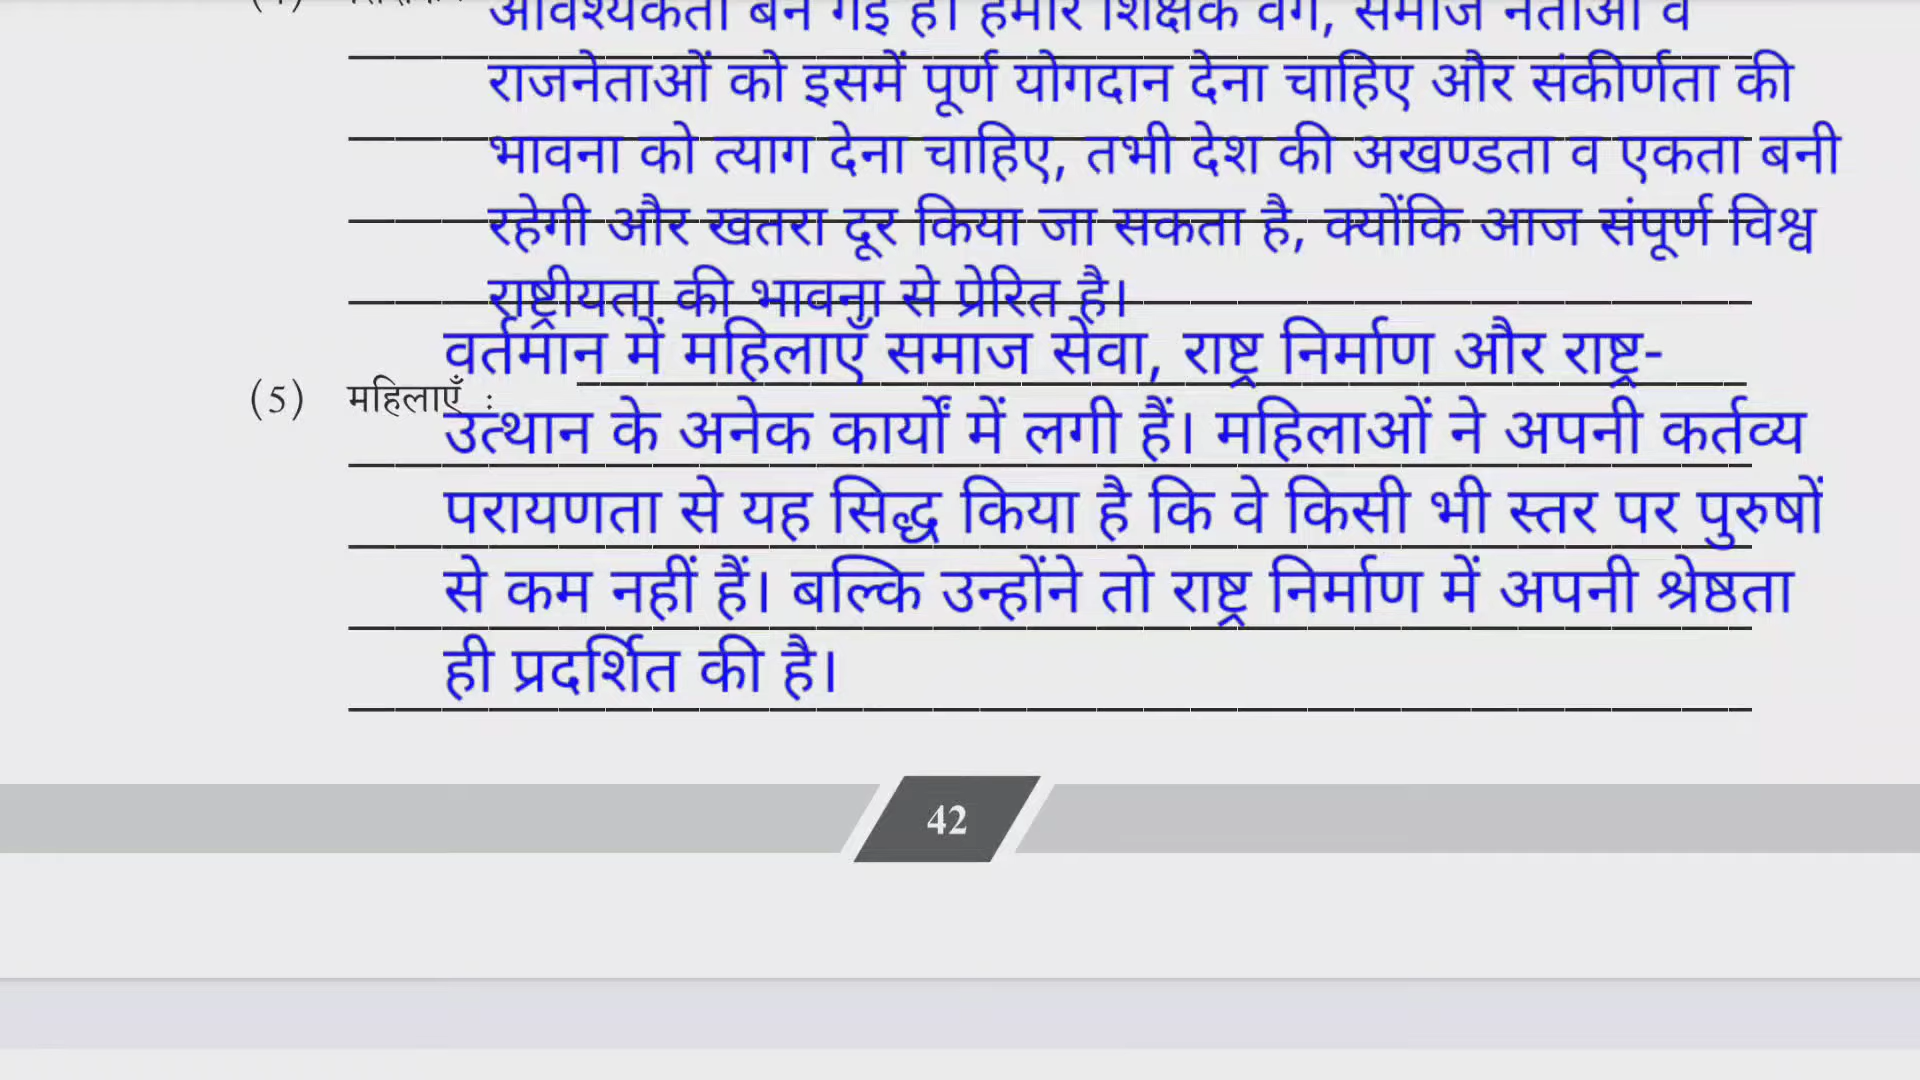 आवश्यकता बन गई है। हमारे शिक्षक वर्ग, समाज नेताओं व
राजनेताओं को इसमें पूर्ण योगदान देना चाहिए और संकीर्णता की
भावना को त्याग देना चाहिए, तभी देश की अखण्डता व एकता बनी
रहेगी और खतरा दूर किया जा सकता है, क्योंकि आज संपूर्ण विश्व
राष्ट्रीयता की भावना से प्रेरित है।
वर्तमान में महिलाएँ समाज सेवा, राष्ट्र निर्माण और राष्ट्र-
(5) महिलाएँ :
उत्थान के अनेक कार्यों में लगी हैं। महिलाओं ने अपनी कर्तव्य
परायणता से यह सिद्ध किया है कि वे किसी भी स्तर पर पुरुषों
से कम नहीं हैं। बल्कि उन्होंने तो राष्ट्र निर्माण में अपनी श्रेष्ठता
ही प्रदर्शित की है।
42